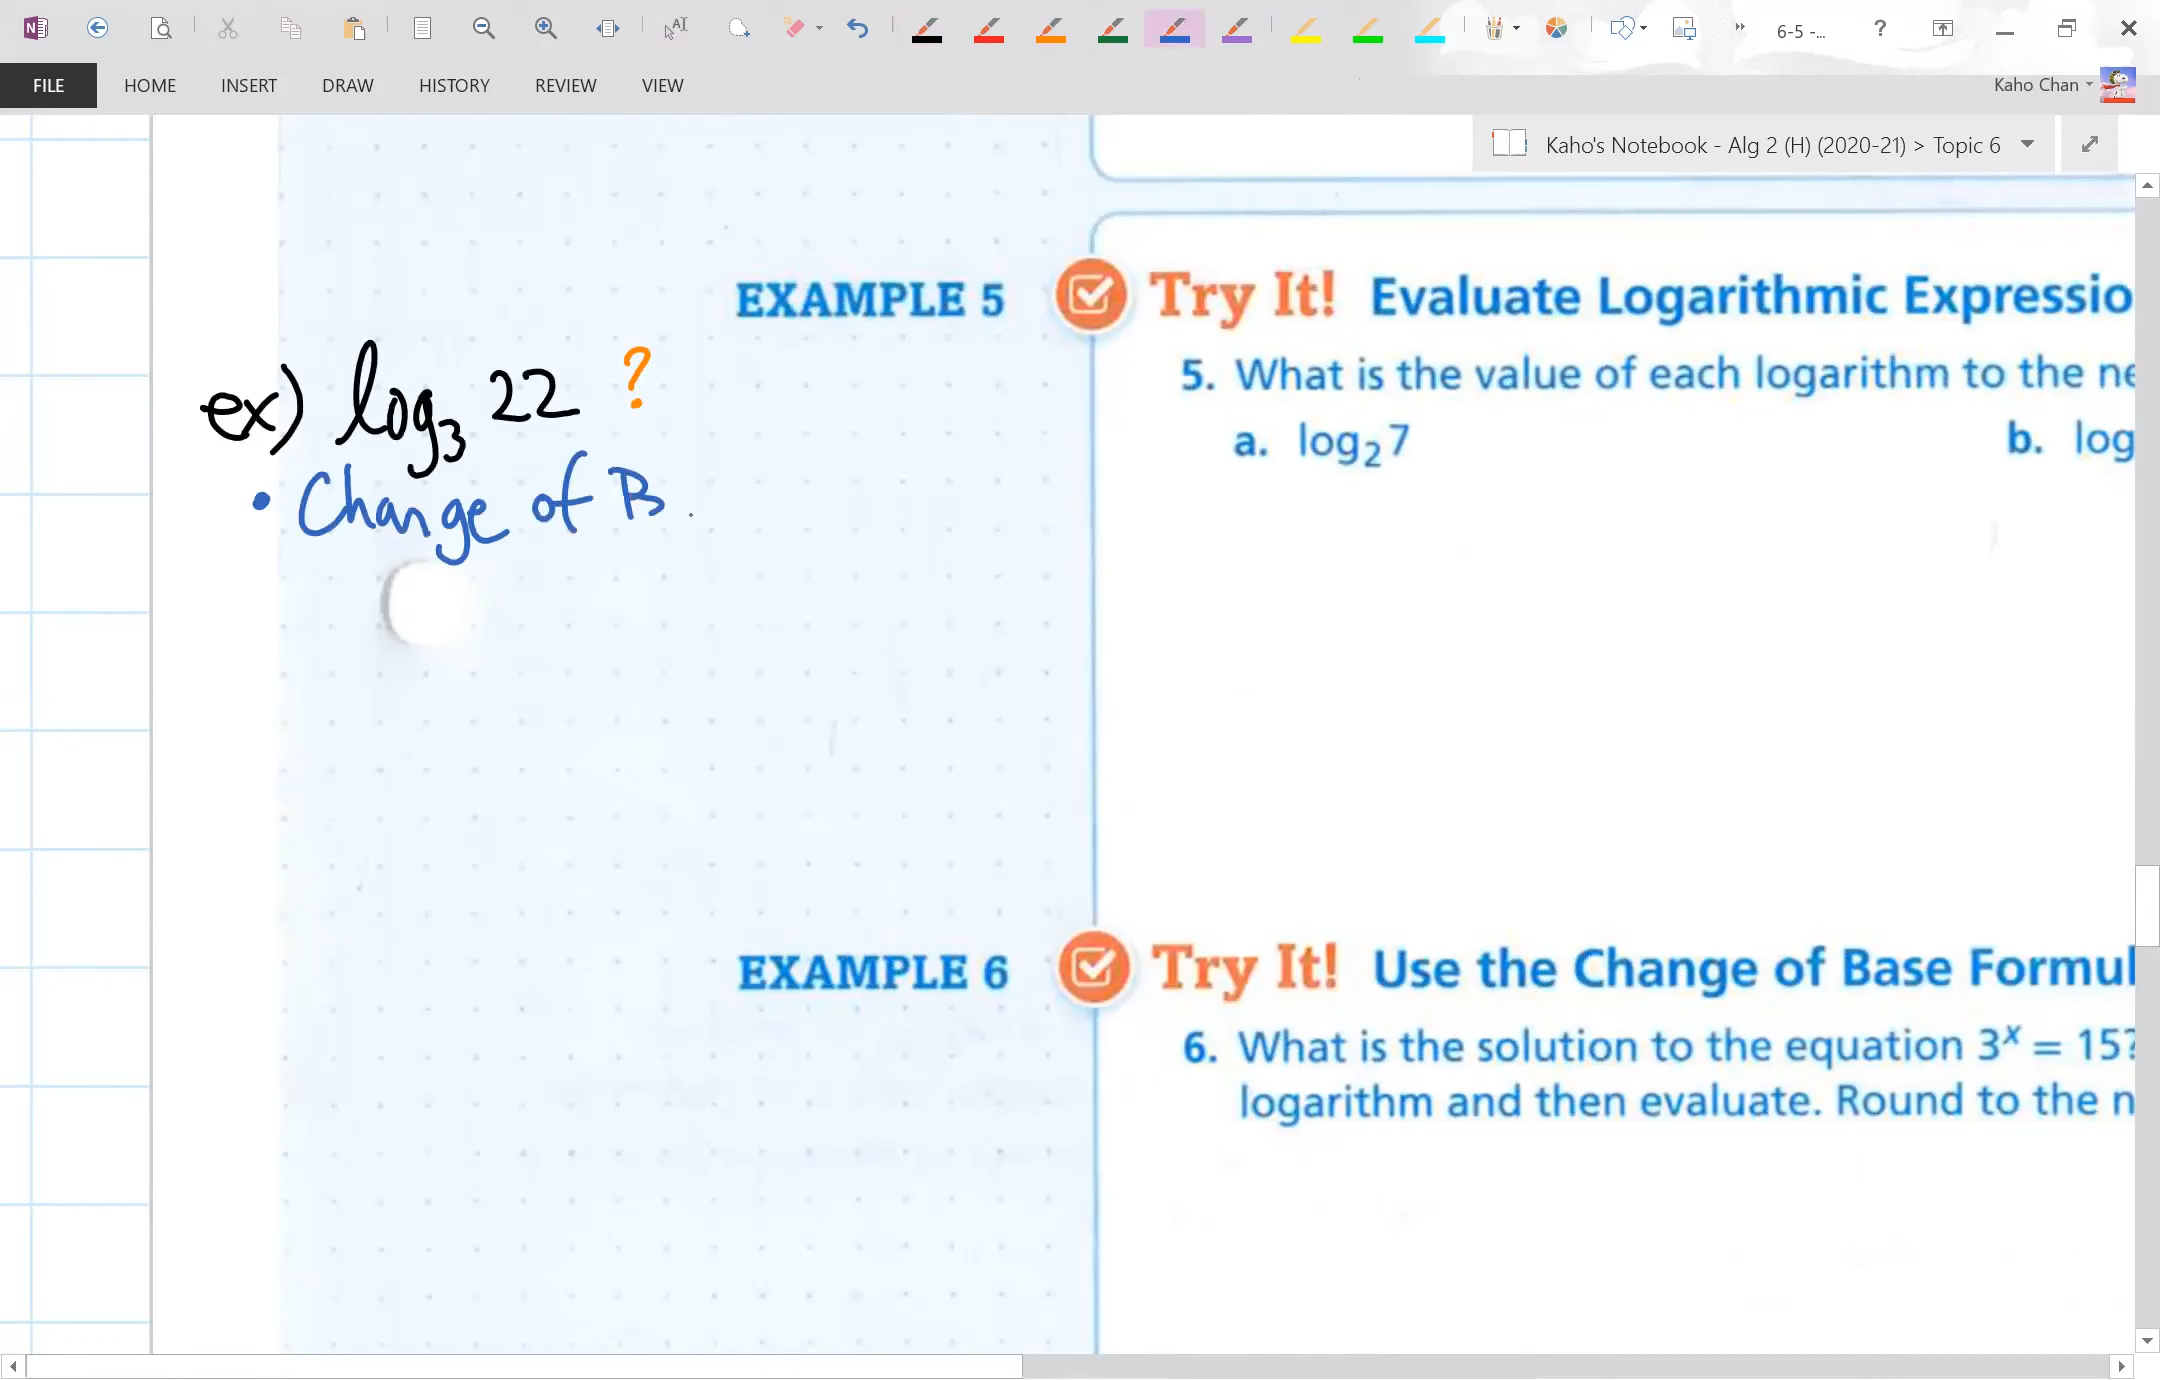 6-5 -...
?
FILE
HOME
INSERT
DRAW
HISTORY
REVIEW
VIEW
Kaho Chan
Kaho's Notebook - Alg 2 (H) (2020-21) > Topic 6
EXAMPLE 5
Try It! Evaluate Logarithmic Expressio
5. What is the value of each logarithm to the ne
a. log₂ 7
b. log
ex) log₃ 22 ?
• Change of B
EXAMPLE 6
Try It! Use the Change of Base Formul
6. What is the solution to the equation 3ˣ = 15?
logarithm and then evaluate. Round to the n